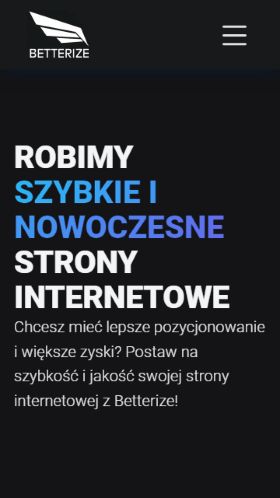 BETTERIZE
ROBIMY
SZYBKIE I
NOWOCZESNE
STRONY
INTERNETOWE
Chcesz mieć lepsze pozycjonowanie
i większe zyski? Postaw na
szybkość i jakość swojej strony
internetowej z Betterize!